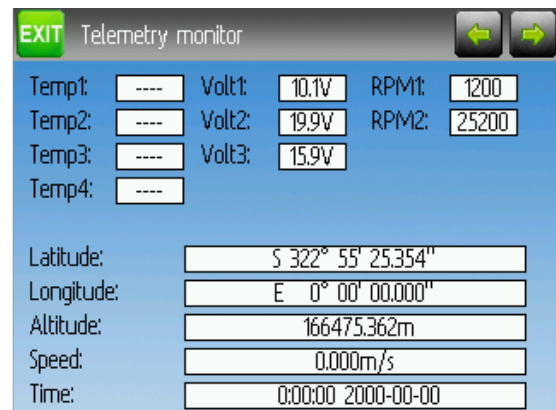 EXIT Telemetry monitor
Temp1: ---- Volt1: 10.1V RPM1: 1200
Temp2: ---- Volt2: 19.9V RPM2: 25200
Temp3: ---- Volt3: 15.9V
Temp4: ----
Latitude: S 322° 55' 25.354"
Longitude: E 0° 00' 00.000"
Altitude: 166475.362m
Speed: 0.000m/s
Time: 0:00:00 2000-00-00